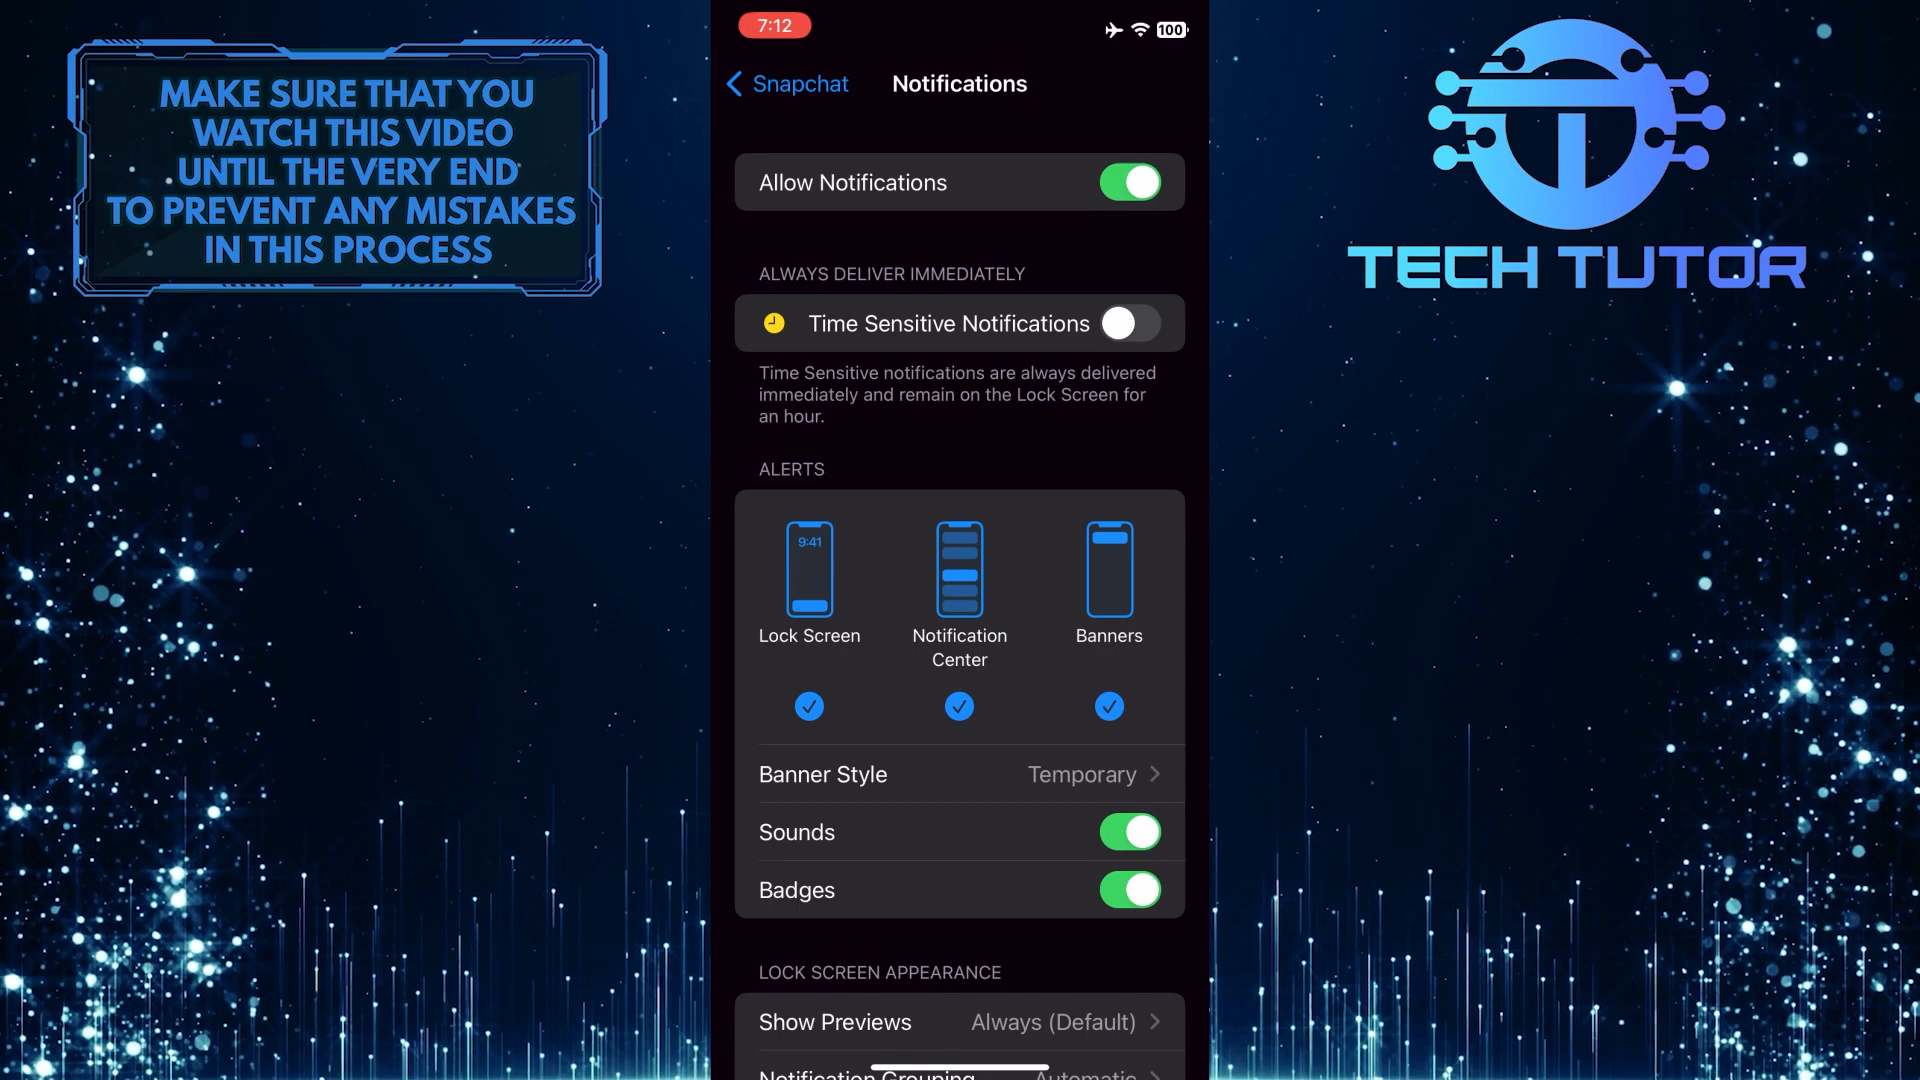 MAKE SURE THAT YOU
WATCH THIS VIDEO
UNTIL THE VERY END
TO PREVENT ANY MISTAKES
IN THIS PROCESS
7:12
100
Snapchat
Notifications
Allow Notifications
ALWAYS DELIVER IMMEDIATELY
Time Sensitive Notifications
Time Sensitive notifications are always delivered
immediately and remain on the Lock Screen for
an hour.
ALERTS
9:41
Lock Screen
Notification
Center
Banners
Banner Style
Temporary
Sounds
Badges
LOCK SCREEN APPEARANCE
Show Previews
Always (Default)
Notification Grouping
Automatic
TECH TUTOR